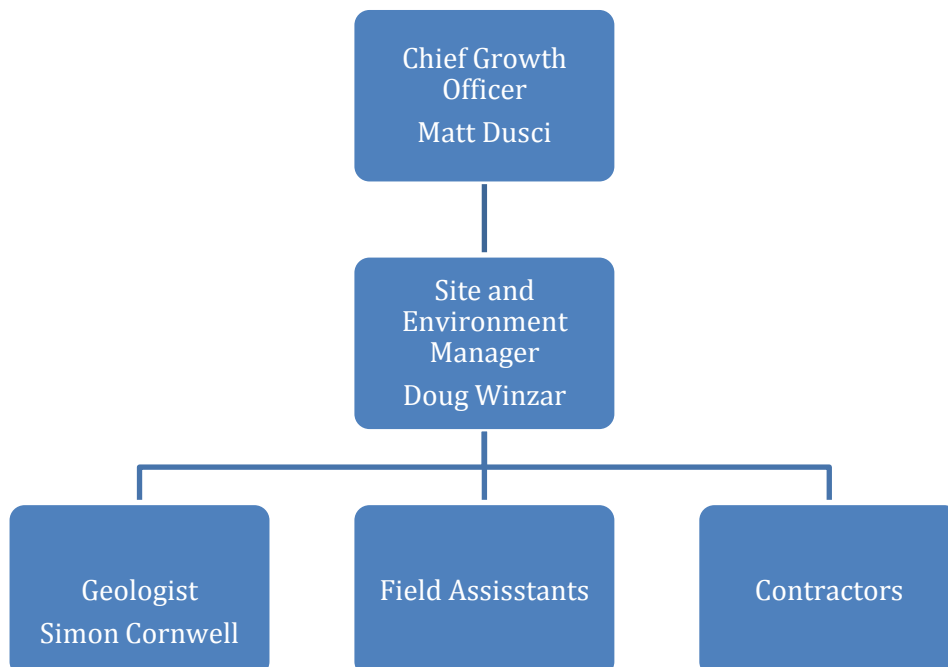 Chief Growth
Officer
Matt Dusci
Site and
Environment
Manager
Doug Winzar
Geologist
Simon Cornwell
Field Assisstants
Contractors